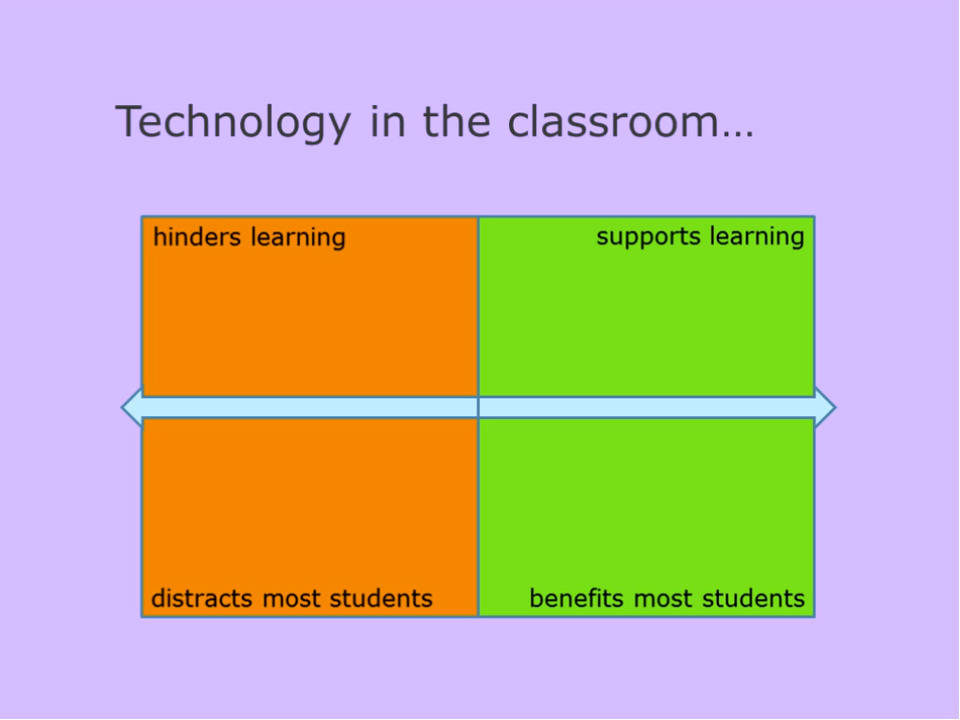 Technology in the classroom…
hinders learning
supports learning
distracts most students
benefits most students